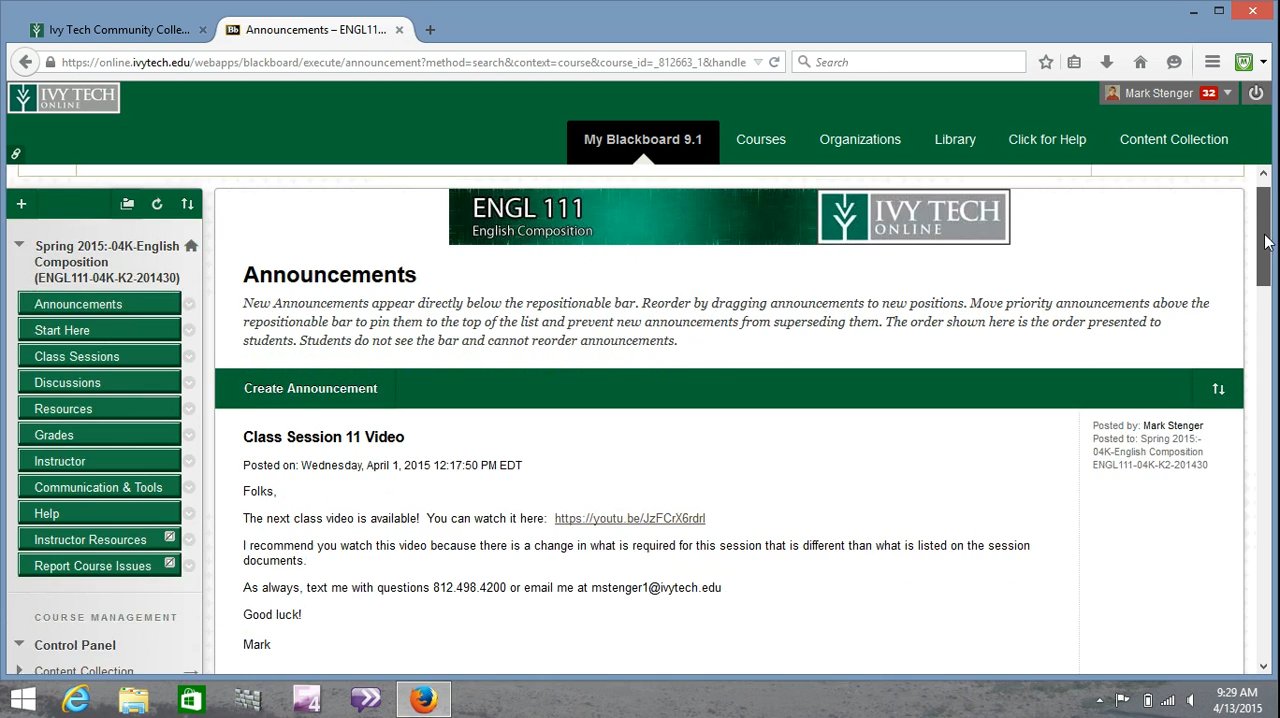 Ivy Tech Community Colle...
Bb
Announcements – ENGL11...
https://online.ivytech.edu/webapps/blackboard/execute/announcement?method=search&context=course&course_id=_812663_1&handle
Search
IVY TECH
ONLINE
Mark Stenger 32
My Blackboard 9.1
Courses
Organizations
Library
Click for Help
Content Collection
Spring 2015:-04K-English
Composition
(ENGL111-04K-K2-201430)
Announcements
Start Here
Class Sessions
Discussions
Resources
Grades
Instructor
Communication & Tools
Help
Instructor Resources
Report Course Issues
COURSE MANAGEMENT
Control Panel
Content Collection
ENGL 111
English Composition
IVY TECH
ONLINE
Announcements
New Announcements appear directly below the repositionable bar. Reorder by dragging announcements to new positions. Move priority announcements above the
repositionable bar to pin them to the top of the list and prevent new announcements from superseding them. The order shown here is the order presented to
students. Students do not see the bar and cannot reorder announcements.
Create Announcement
Class Session 11 Video
Posted on: Wednesday, April 1, 2015 12:17:50 PM EDT
Folks,
The next class video is available! You can watch it here: https://youtu.be/JzFCrX6rdrI
I recommend you watch this video because there is a change in what is required for this session that is different than what is listed on the session
documents.
As always, text me with questions 812.498.4200 or email me at mstenger1@ivytech.edu
Good luck!
Mark
Posted by: Mark Stenger
Posted to: Spring 2015:-
04K-English Composition
ENGL111-04K-K2-201430
9:29 AM
4/13/2015